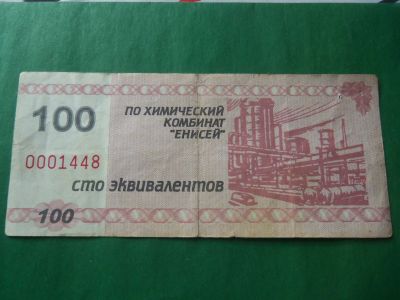 100
ПО ХИМИЧЕСКИЙ
КОМБИНАТ
"ЕНИСЕЙ"
0001448
СТО ЭКВИВАЛЕНТОВ
100